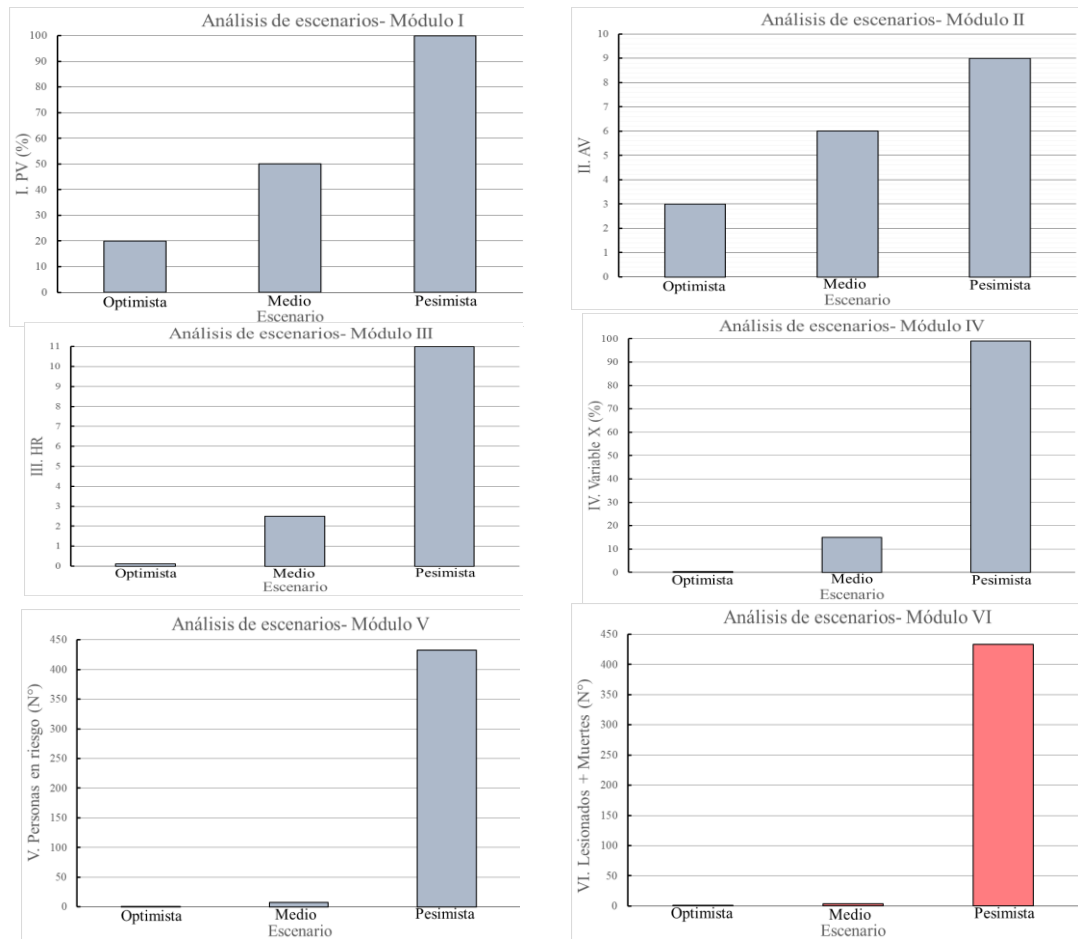 Análisis de escenarios- Módulo I
I. PV (%)
100
90
80
70
60
50
40
30
20
10
0
Optimista
Medio
Pesimista
Escenario
Análisis de escenarios- Módulo II
II. AV
10
9
8
7
6
5
4
3
2
1
0
Optimista
Medio
Pesimista
Escenario
Análisis de escenarios- Módulo III
III. HR
11
10
9
8
7
6
5
4
3
2
1
0
Optimista
Medio
Pesimista
Escenario
Análisis de escenarios- Módulo IV
IV. Variable X (%)
100
90
80
70
60
50
40
30
20
10
0
Optimista
Medio
Pesimista
Escenario
Análisis de escenarios- Módulo V
V. Personas en riesgo (N°)
450
400
350
300
250
200
150
100
50
0
Optimista
Medio
Pesimista
Escenario
Análisis de escenarios- Módulo VI
VI. Lesionados + Muertes (N°)
450
400
350
300
250
200
150
100
50
0
Optimista
Medio
Pesimista
Escenario